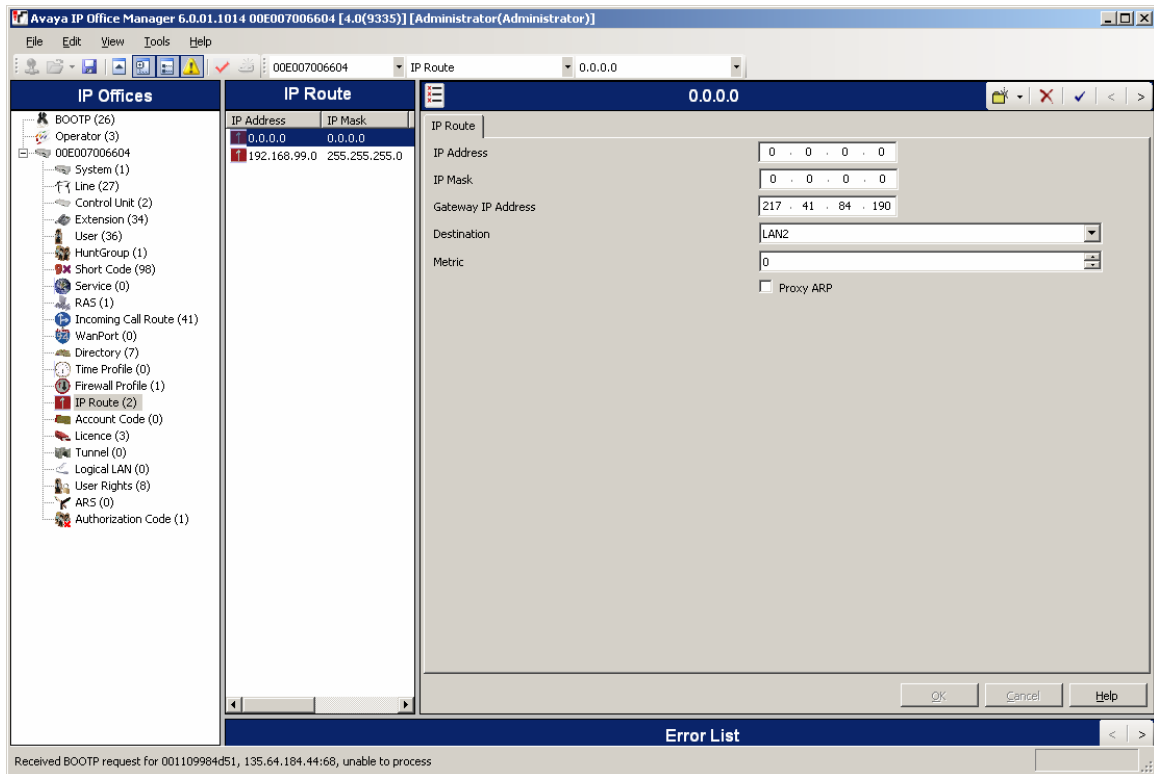 Avaya IP Office Manager 6.0.01.1014 00E007006604 [4.0(9335)] [Administrator(Administrator)]
File Edit View Tools Help
00E007006604 IP Route 0.0.0.0
IP Offices
BOOTP (26)
Operator (3)
00E007006604
System (1)
Line (27)
Control Unit (2)
Extension (34)
User (36)
HuntGroup (1)
Short Code (98)
Service (0)
RAS (1)
Incoming Call Route (41)
WanPort (0)
Directory (7)
Time Profile (0)
Firewall Profile (1)
IP Route (2)
Account Code (0)
Licence (3)
Tunnel (0)
Logical LAN (0)
User Rights (8)
ARS (0)
Authorization Code (1)
IP Route
IP Address IP Mask
0.0.0.0 0.0.0.0
192.168.99.0 255.255.255.0
0.0.0.0
IP Route
IP Address 0 . 0 . 0 . 0
IP Mask 0 . 0 . 0 . 0
Gateway IP Address 217 . 41 . 84 . 190
Destination LAN2
Metric 0
Proxy ARP
OK Cancel Help
Error List
Received BOOTP request for 001109984d51, 135.64.184.44:68, unable to process